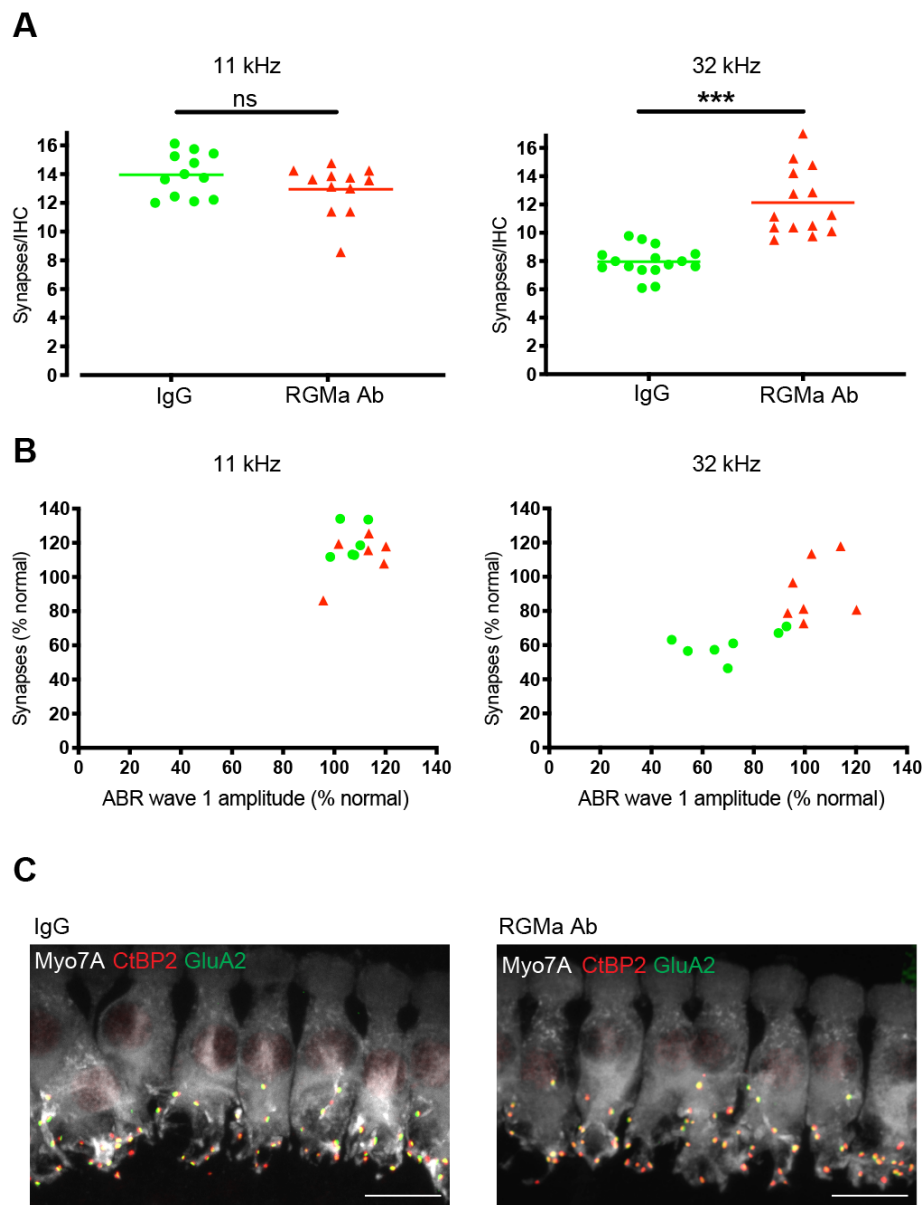 A
11 kHz
ns
16
14
12
10
8
6
4
2
0
Synapses/IHC
IgG
RGMa Ab
32 kHz
***
16
14
12
10
8
6
4
2
0
Synapses/IHC
IgG
RGMa Ab
B
11 kHz
140
120
100
80
60
40
20
0
Synapses (% normal)
0 20 40 60 80 100 120 140
ABR wave 1 amplitude (% normal)
32 kHz
140
120
100
80
60
40
20
0
Synapses (% normal)
0 20 40 60 80 100 120 140
ABR wave 1 amplitude (% normal)
C
IgG
Myo7A CtBP2 GluA2
RGMa Ab
Myo7A CtBP2 GluA2